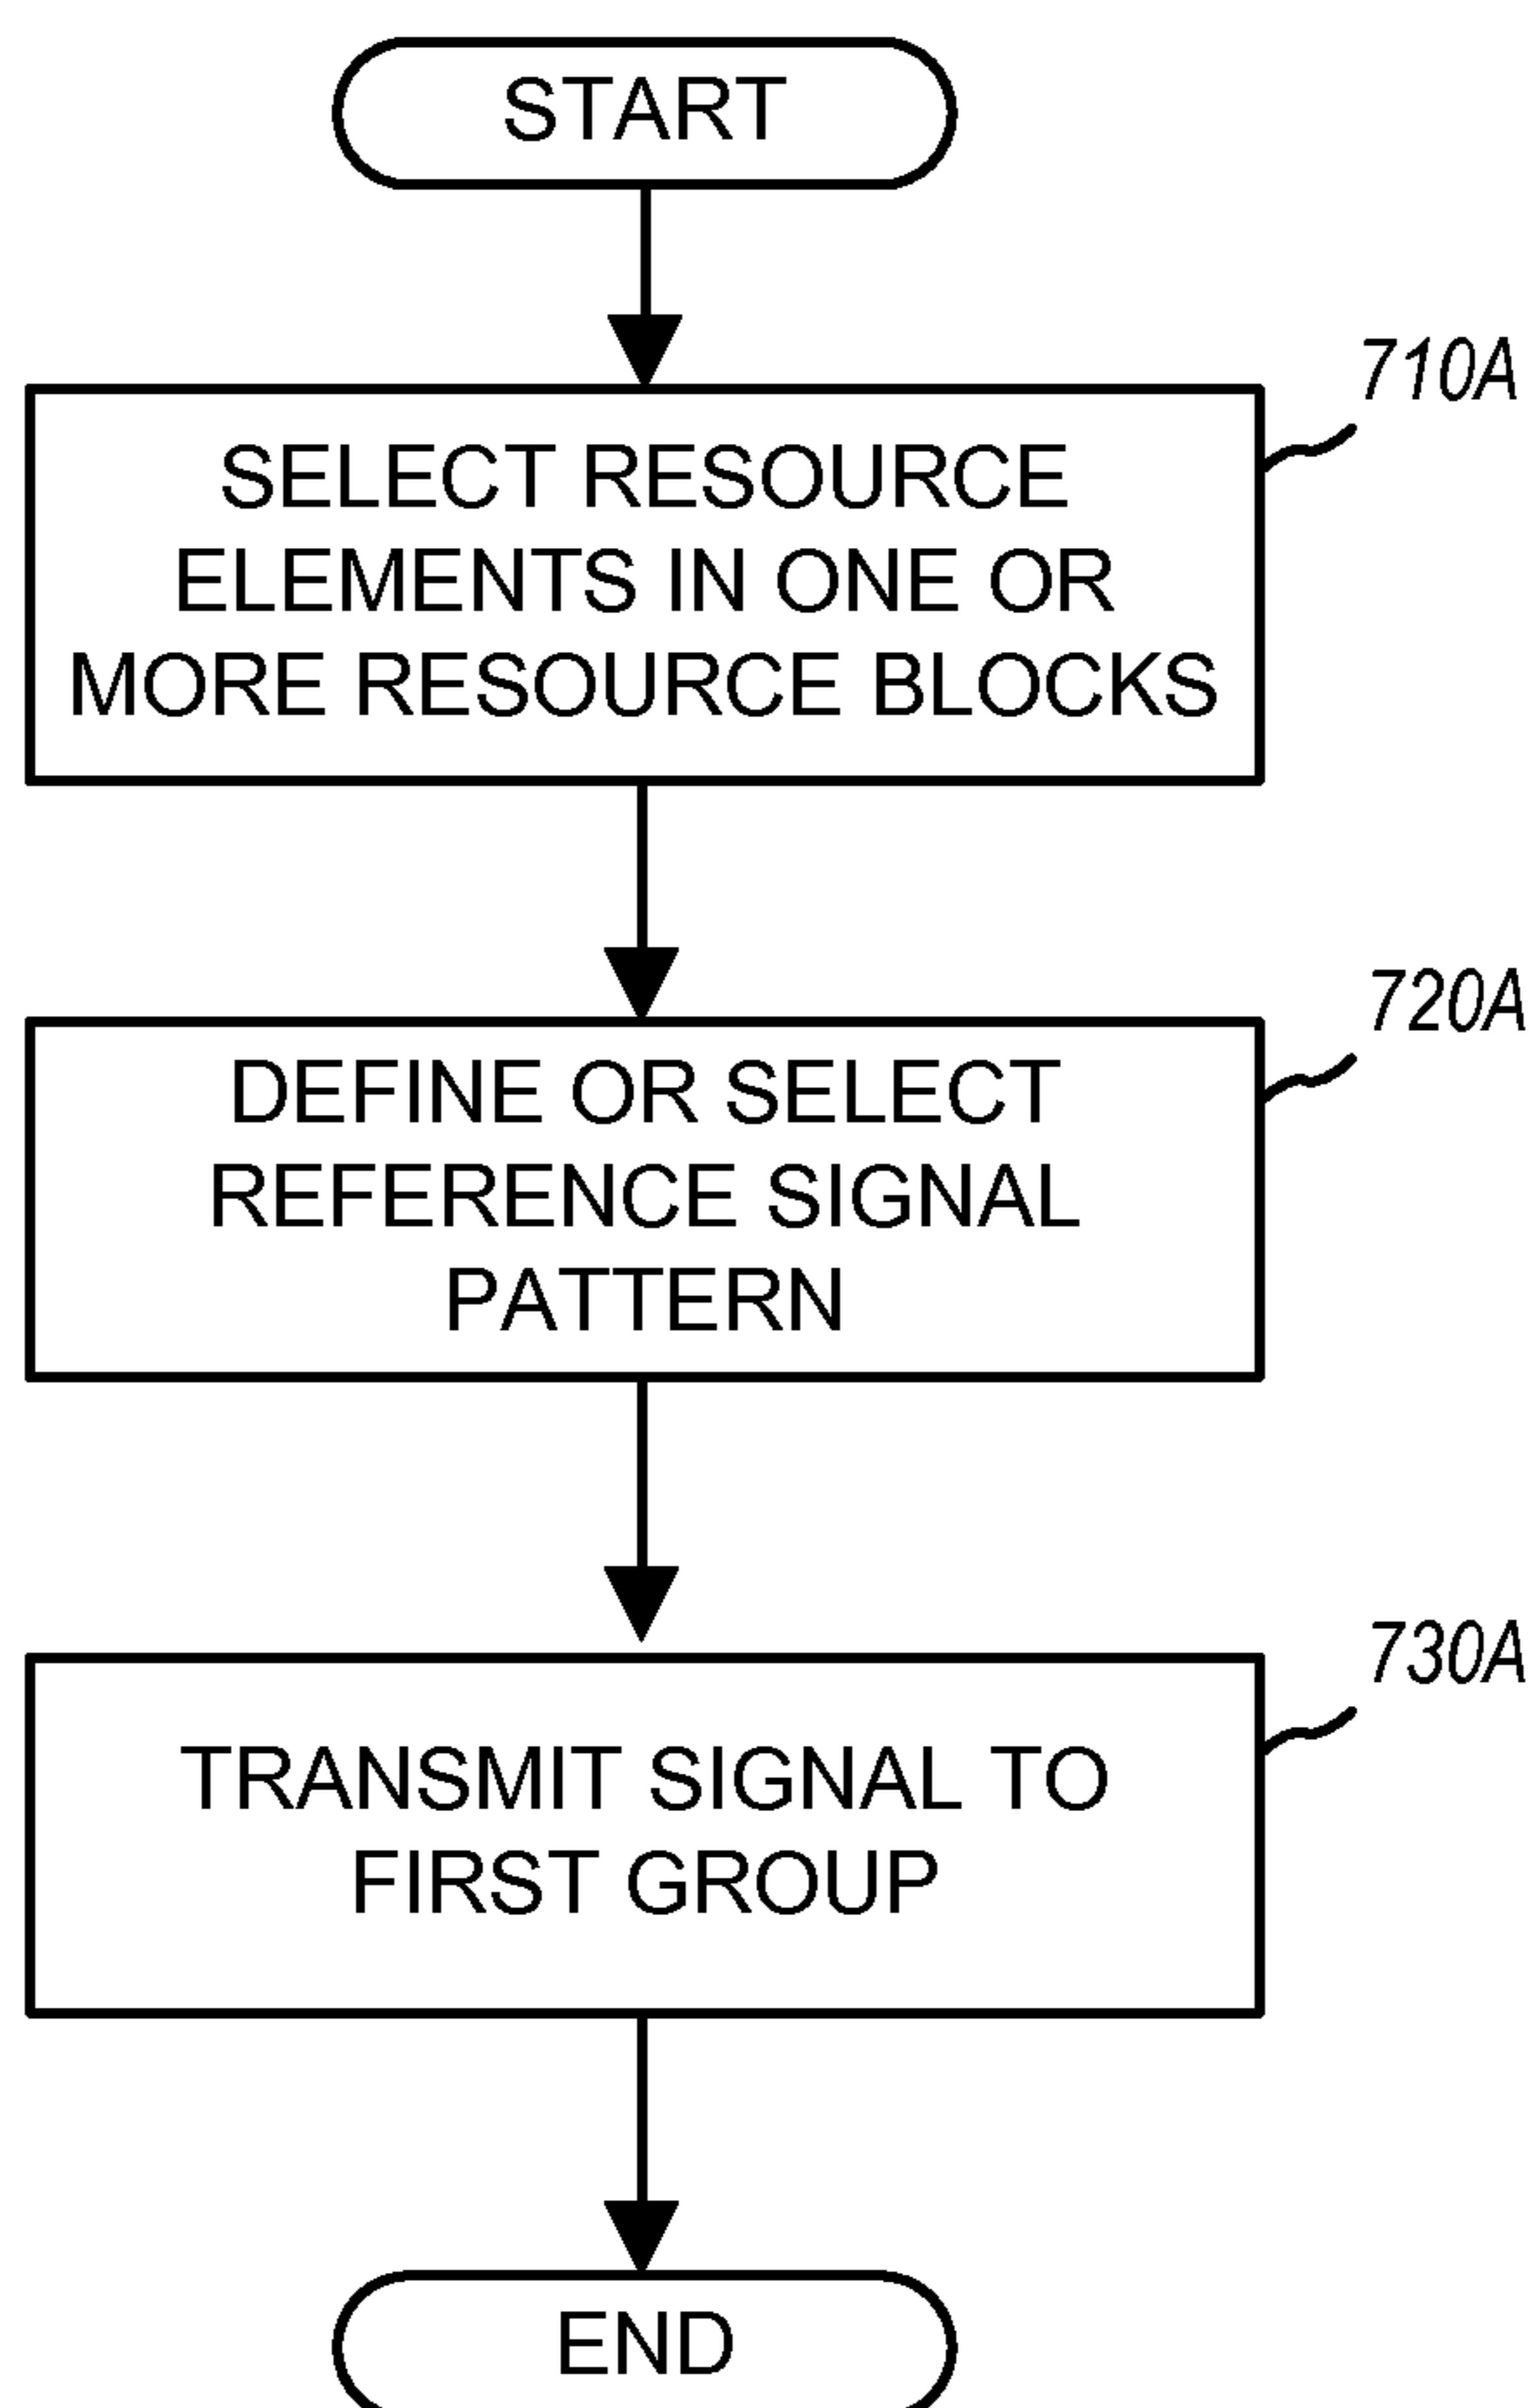 START
710A
SELECT RESOURCE
ELEMENTS IN ONE OR
MORE RESOURCE BLOCKS
720A
DEFINE OR SELECT
REFERENCE SIGNAL
PATTERN
730A
TRANSMIT SIGNAL TO
FIRST GROUP
END